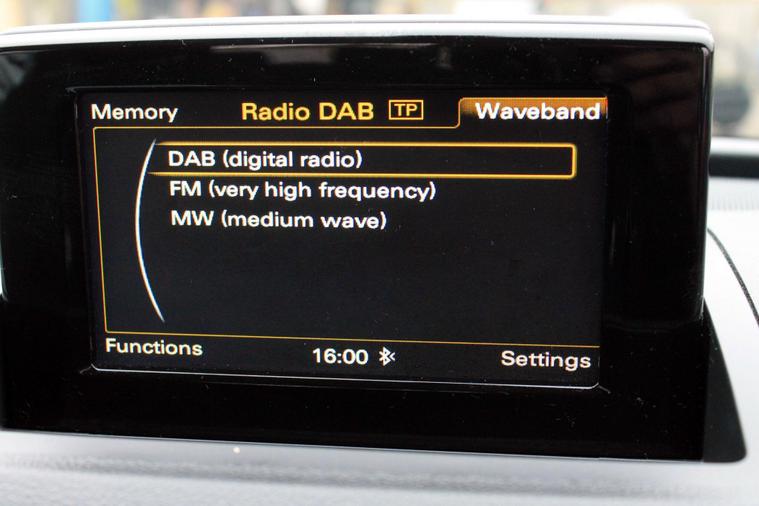 Memory Radio DAB TP Waveband
DAB (digital radio)
FM (very high frequency)
MW (medium wave)
Functions 16:00 Settings